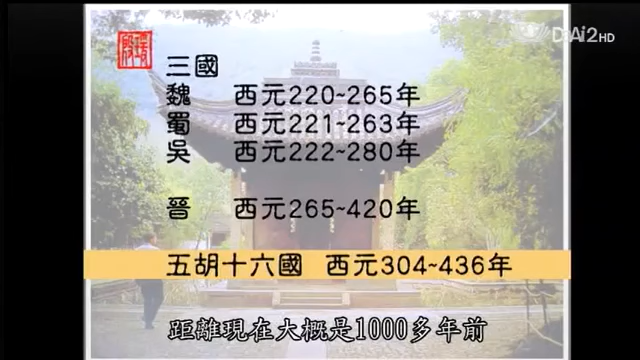 DaAi2HD
三國
魏 西元220~265年
蜀 西元221~263年
吳 西元222~280年
晉 西元265~420年
五胡十六國 西元304~436年
距離現在大概是1000多年前